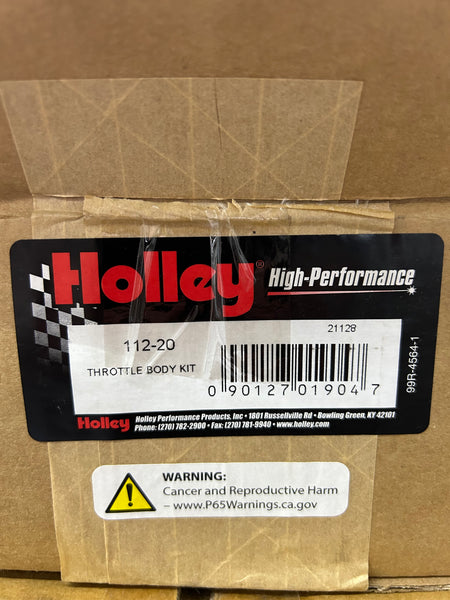 Holley® High-Performance
112-20
THROTTLE BODY KIT
21128
0 90127 01904 7
99R-4564-1
Holley
Holley Performance Products, Inc • 1801 Russellville Rd • Bowling Green, KY 42101
Phone: (270) 782-2900 • Fax: (270) 781-9940 • www.holley.com
WARNING:
Cancer and Reproductive Harm
– www.P65Warnings.ca.gov